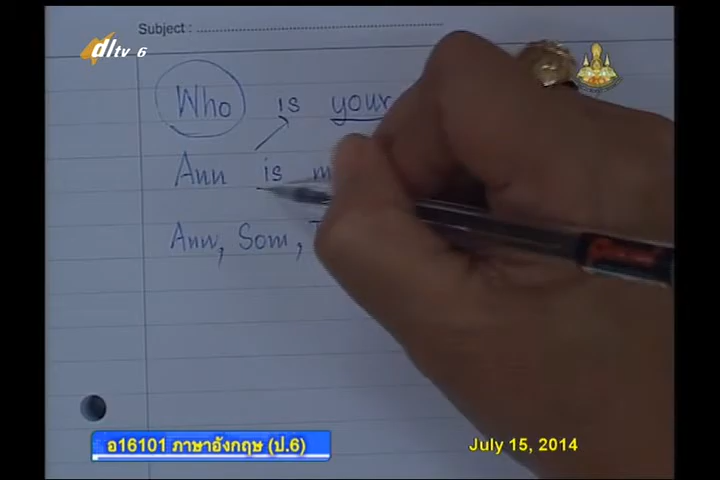 Subject :
dltv 6
Who is your
Ann is
Ann, Som,
อ16101 ภาษาอังกฤษ (ป.6)
July 15, 2014